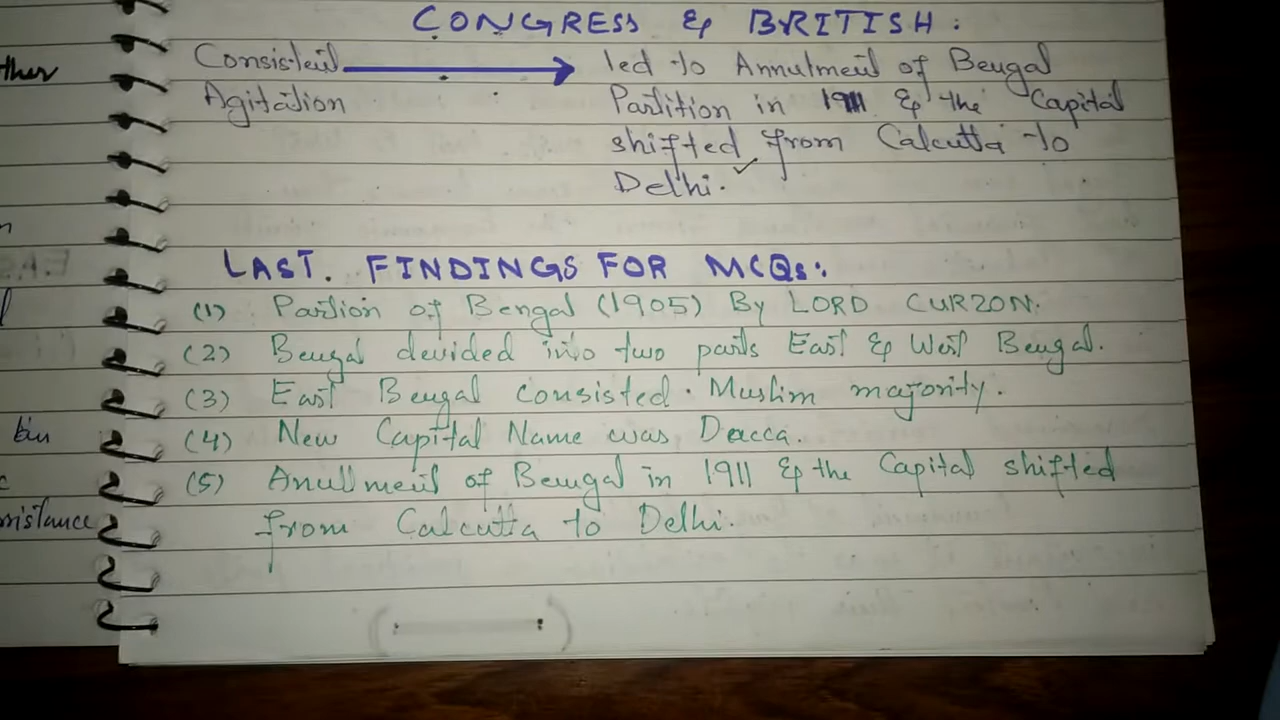 CONGRESS & BRITISH:
ther
Consistent → led to Annulment of Bengal
Agitation Partition in 1911 & the Capital
shifted from Calcutta to
Delhi.
LAST. FINDINGS FOR MCQs:
(1) Partion of Bengal (1905) By LORD CURZON.
(2) Bengal devided into two parts East & West Bengal.
(3) East Bengal consisted. Muslim majority.
(4) New Capital Name was Dacca.
(5) Anullment of Bengal in 1911 & the Capital shifted
from Calcutta to Delhi.